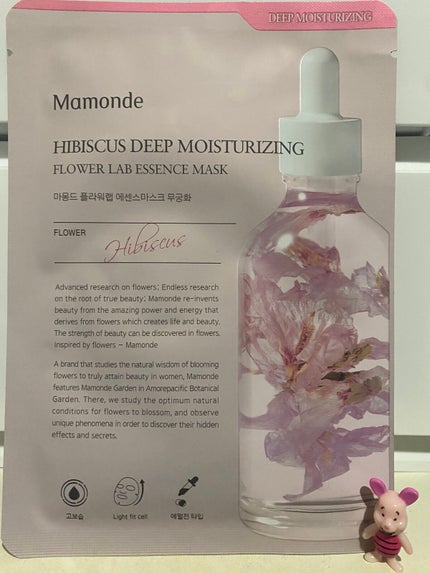 DEEP MOISTURIZING
Mamonde
HIBISCUS DEEP MOISTURIZING
FLOWER LAB ESSENCE MASK
마몽드 플라워랩 에센스마스크 무궁화
FLOWER
Hibiscus
Advanced research on flowers; Endless research
on the root of true beauty: Mamonde re-invents
beauty from the amazing power and energy that
derives from flowers which creates life and beauty.
The strength of beauty can be discovered in flowers.
inspired by flowers – Mamonde
A brand that studies the natural wisdom of blooming
flowers to truly attain beauty in women, Mamonde
features Mamonde Garden in Amorepacific Botanical
Garden. There, we study the optimum natural
conditions for flowers to blossom, and observe
unique phenomena in order to discover their hidden
effects and secrets.
고보습
Light fit cell
에멀전 타입